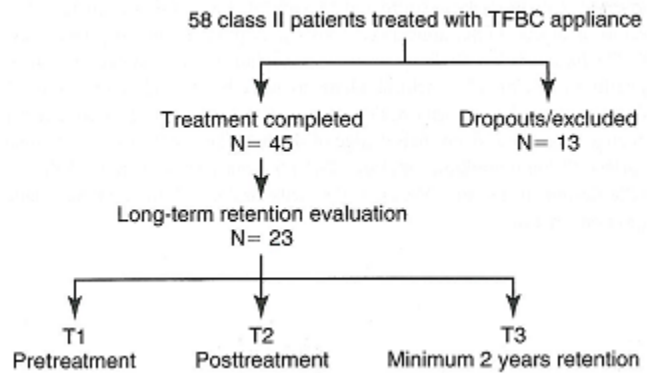 58 class II patients treated with TFBC appliance
Treatment completed
N= 45
Dropouts/excluded
N= 13
Long-term retention evaluation
N= 23
T1
Pretreatment
T2
Posttreatment
T3
Minimum 2 years retention